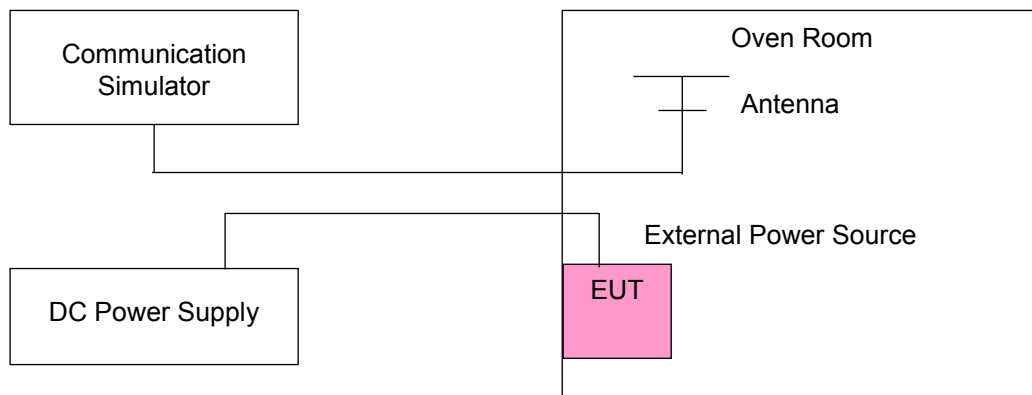 Communication
Simulator
Oven Room
Antenna
External Power Source
DC Power Supply
EUT